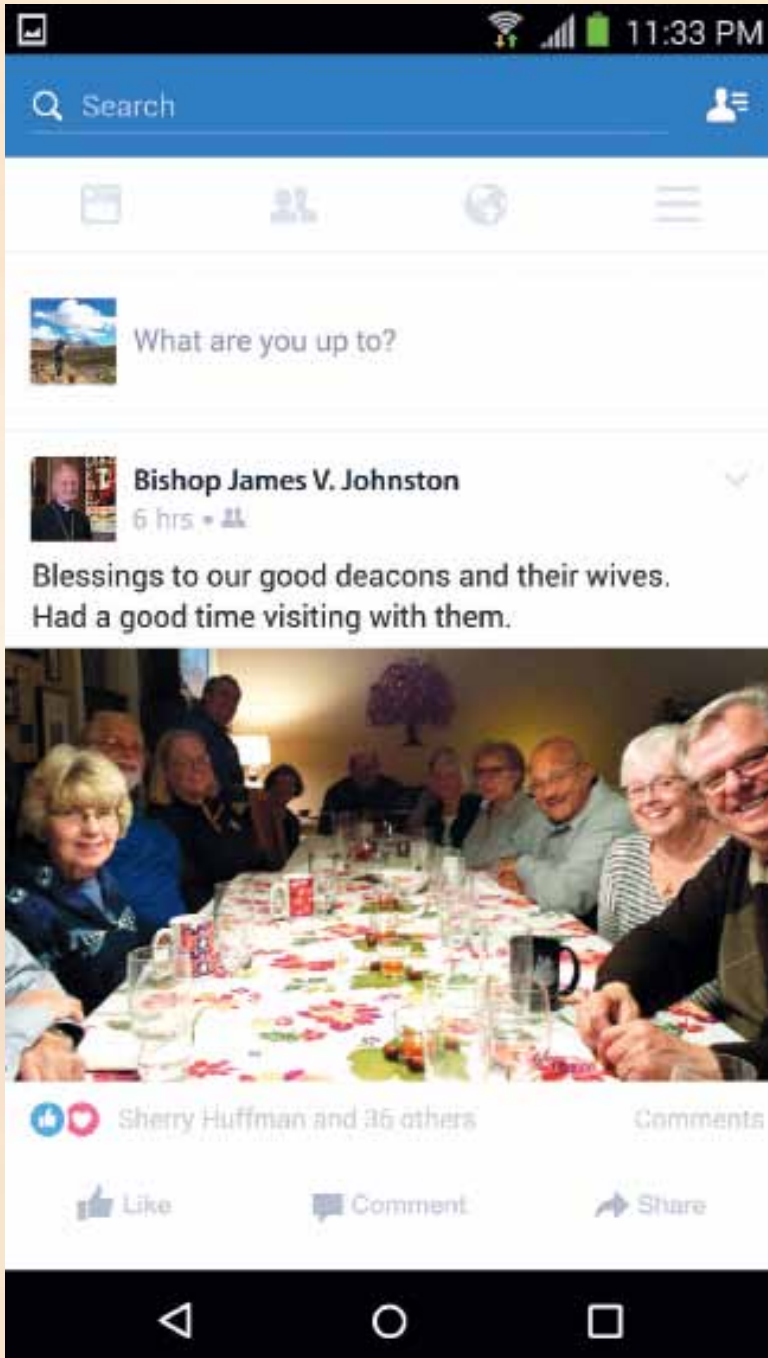 11:33 PM
Search
What are you up to?
Bishop James V. Johnston
6 hrs •
Blessings to our good deacons and their wives.
Had a good time visiting with them.
Sherry Huffman and 36 others Comments
Like Comment Share